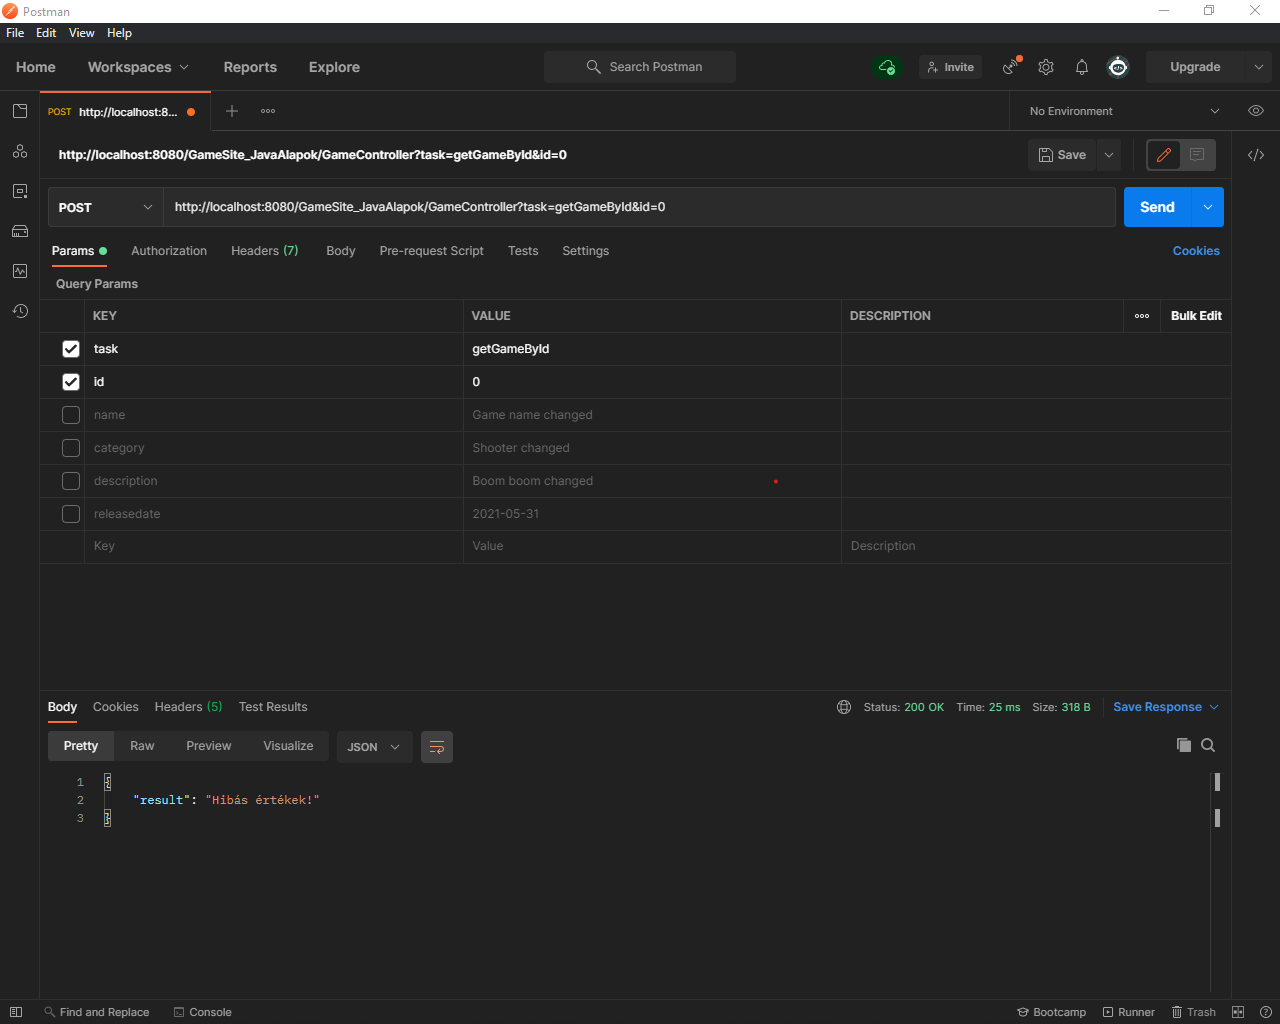 Postman
File Edit View Help
Home Workspaces Reports Explore Search Postman Invite Upgrade
POST http://localhost:8... No Environment
http://localhost:8080/GameSite_JavaAlapok/GameController?task=getGameById&id=0 Save
POST http://localhost:8080/GameSite_JavaAlapok/GameController?task=getGameById&id=0 Send
Params Authorization Headers (7) Body Pre-request Script Tests Settings Cookies
Query Params
KEY VALUE DESCRIPTION Bulk Edit
task getGameById
id 0
name Game name changed
category Shooter changed
description Boom boom changed
releasedate 2021-05-31
Key Value Description
Body Cookies Headers (5) Test Results Status: 200 OK Time: 25 ms Size: 318 B Save Response
Pretty Raw Preview Visualize JSON
1 {
2 "result": "Hibás értékek!"
3 }
Find and Replace Console Bootcamp Runner Trash